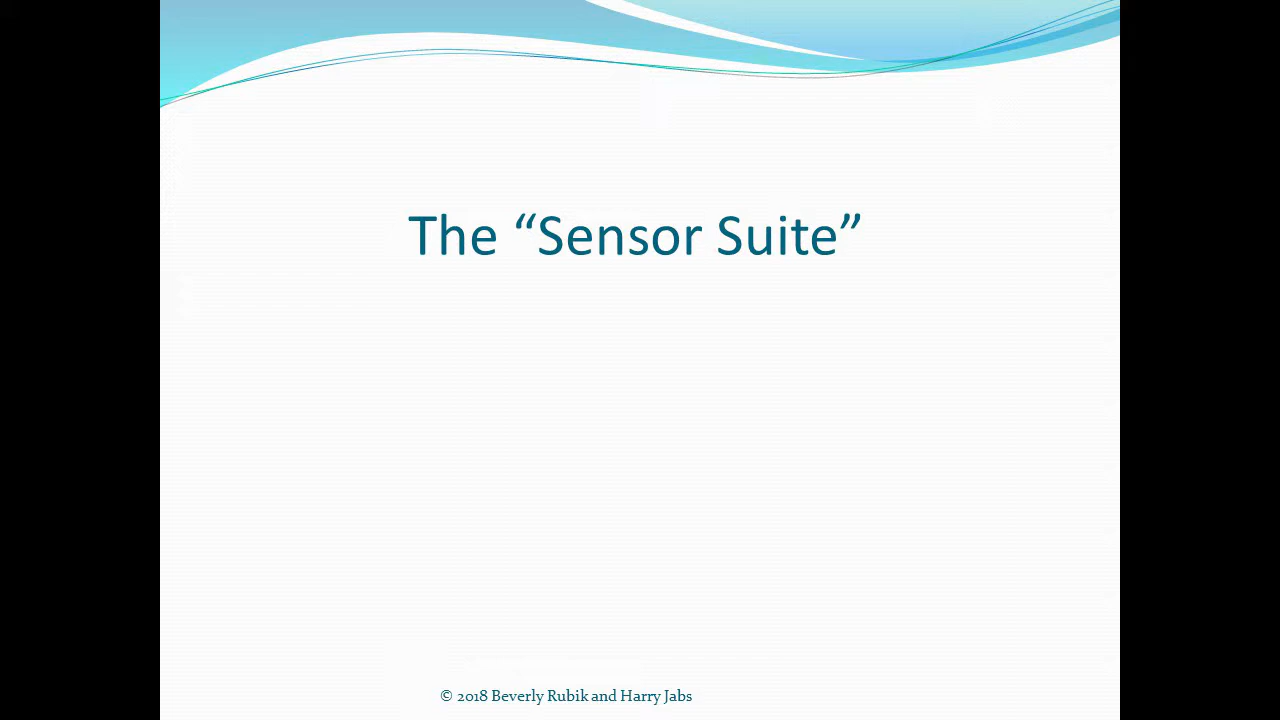 The “Sensor Suite”
© 2018 Beverly Rubik and Harry Jabs